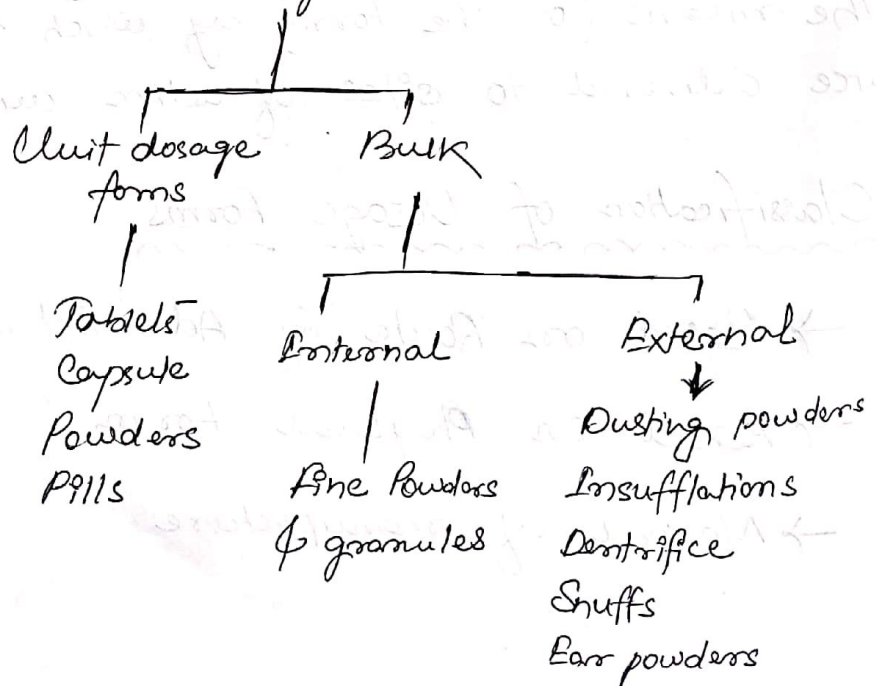 Unit dosage Bulk
forms
Tablets
Capsule
Powders
Pills
Internal External
Fine Powders
& granules
Dusting powders
Insufflations
Dentrifice
Snuffs
Ear powders